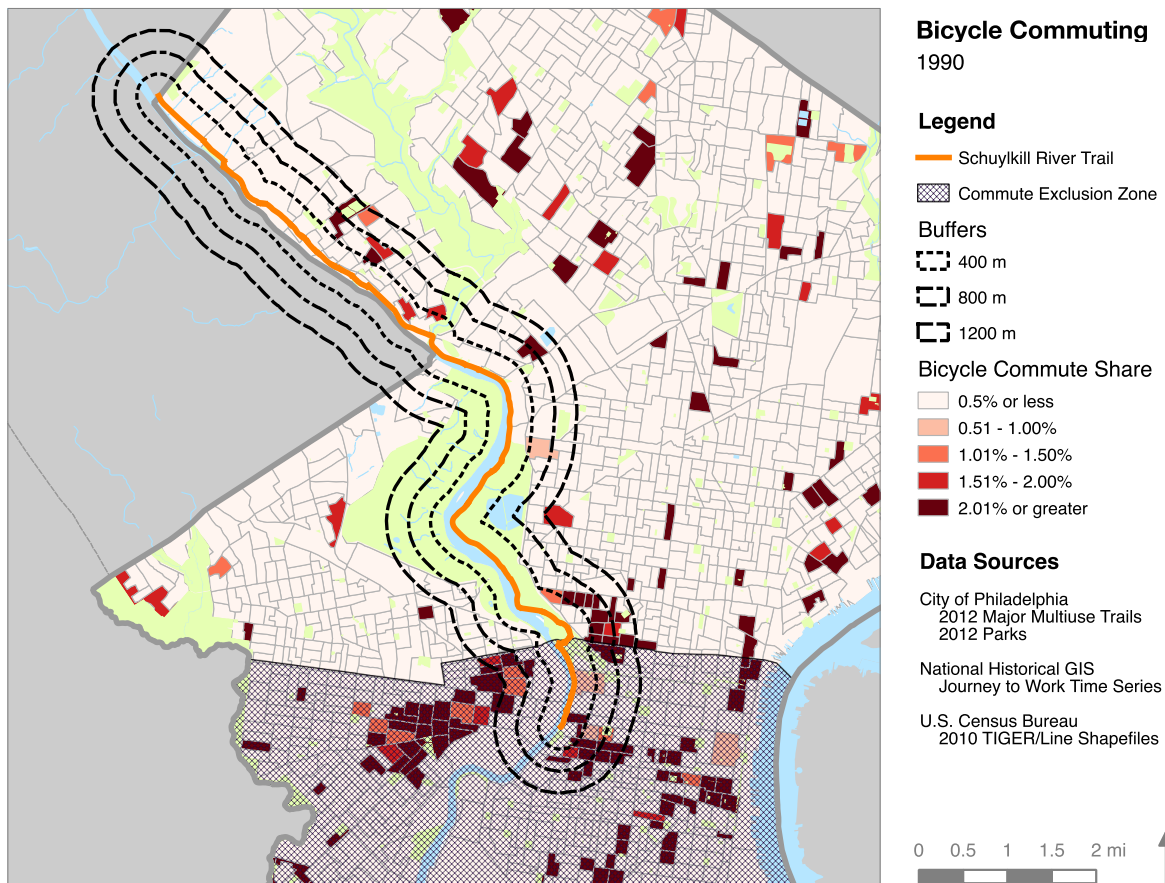 Bicycle Commuting
1990
Legend
Schuylkill River Trail
Commute Exclusion Zone
Buffers
400 m
800 m
1200 m
Bicycle Commute Share
0.5% or less
0.51 - 1.00%
1.01% - 1.50%
1.51% - 2.00%
2.01% or greater
Data Sources
City of Philadelphia
2012 Major Multiuse Trails
2012 Parks
National Historical GIS
Journey to Work Time Series
U.S. Census Bureau
2010 TIGER/Line Shapefiles
0 0.5 1 1.5 2 mi